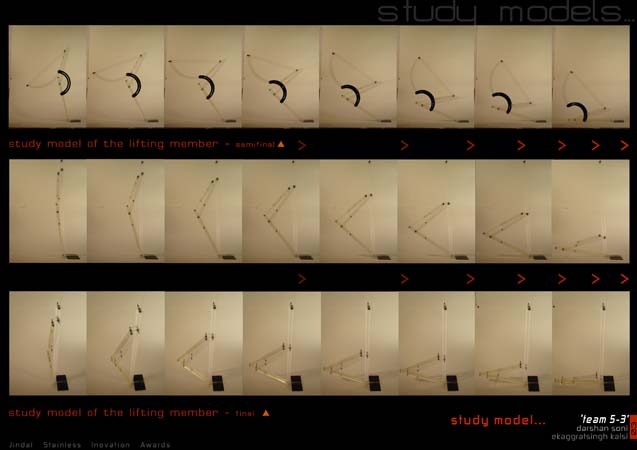 study models...
study model of the lifting member - semifinal
study model of the lifting member - final
study model...
'team 5-3'
darshan soni
ekaggratsingh kalsi
Jindal Stainless Inovation Awards